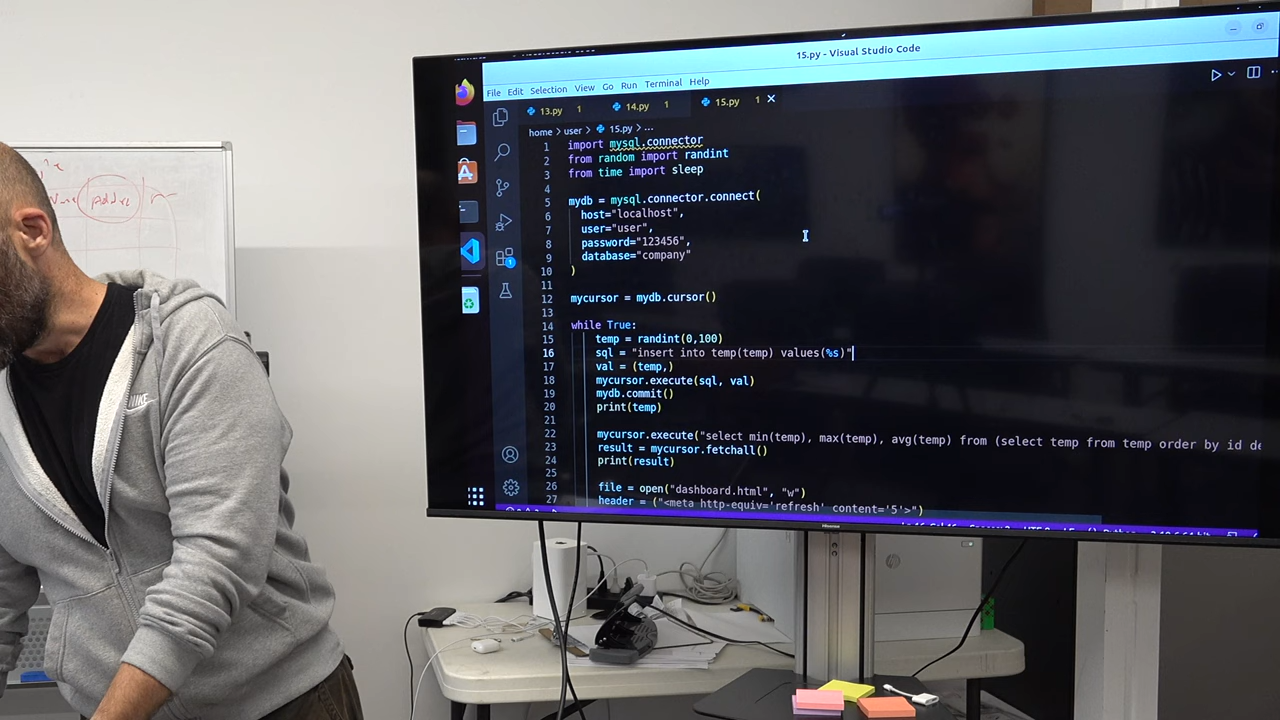 15.py - Visual Studio Code
File Edit Selection View Go Run Terminal Help
13.py 1 14.py 1 15.py 1
home > user > 15.py > ...
1 import mysql.connector
2 from random import randint
3 from time import sleep
4
5 mydb = mysql.connector.connect(
6 host="localhost",
7 user="user",
8 password="123456",
9 database="company"
10 )
11
12 mycursor = mydb.cursor()
13
14 while True:
15 temp = randint(0,100)
16 sql = "insert into temp(temp) values(%s)"
17 val = (temp,)
18 mycursor.execute(sql, val)
19 mydb.commit()
20 print(temp)
21
22 mycursor.execute("select min(temp), max(temp), avg(temp) from (select temp from temp order by id de
23 result = mycursor.fetchall()
24 print(result)
25
26 file = open("dashboard.html", "w")
27 header = ("<meta http-equiv='refresh' content='5'>")
Hisense
NIKE